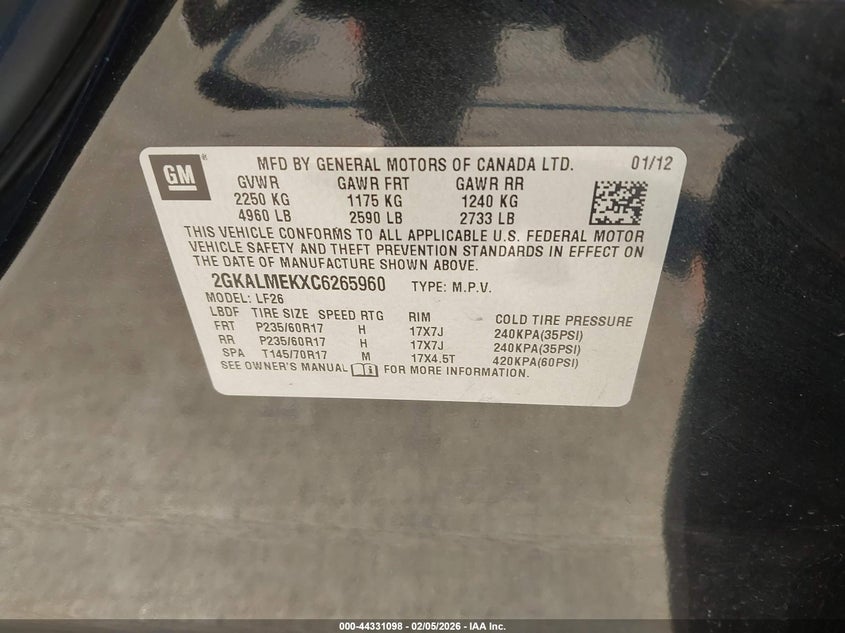 GM ®
MFD BY GENERAL MOTORS OF CANADA LTD. 01/12
GVWR GAWR FRT GAWR RR
2250 KG 1175 KG 1240 KG
4960 LB 2590 LB 2733 LB
THIS VEHICLE CONFORMS TO ALL APPLICABLE U.S. FEDERAL MOTOR
VEHICLE SAFETY AND THEFT PREVENTION STANDARDS IN EFFECT ON
THE DATE OF MANUFACTURE SHOWN ABOVE.
2GKALMEKXC6265960 TYPE: M.P.V.
MODEL: LF26
LBDF TIRE SIZE SPEED RTG RIM COLD TIRE PRESSURE
FRT P235/60R17 H 17X7J 240KPA(35PSI)
RR P235/60R17 H 17X7J 240KPA(35PSI)
SPA T145/70R17 M 17X4.5T 420KPA(60PSI)
SEE OWNER'S MANUAL FOR MORE INFORMATION.
000-44331098 - 02/05/2026 - IAA Inc.